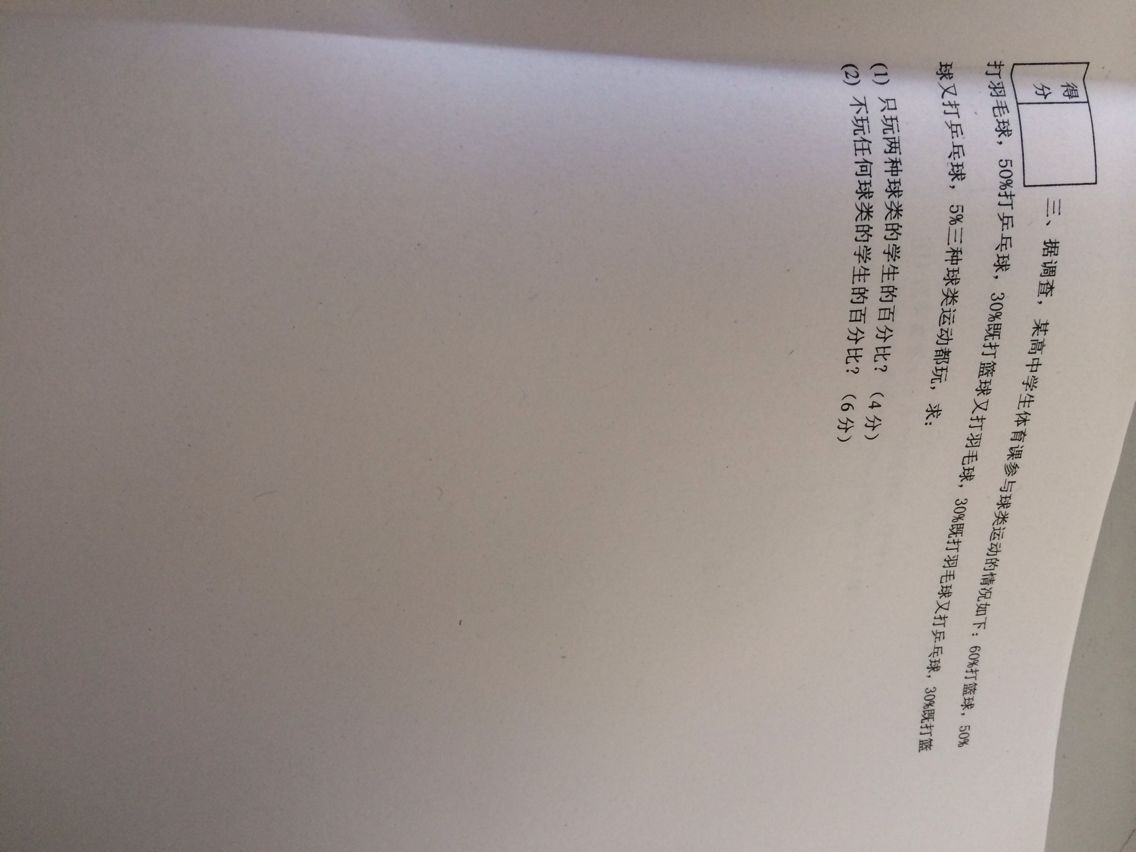 得
分
三、据调查，某高中学生体育课参与球类运动的情况如下：60%打篮球，50%
打羽毛球，50%打乒乓球，30%既打篮球又打羽毛球，30%既打羽毛球又打乒乓球，30%既打篮
球又打乒乓球，5%三种球类运动都玩，求：
(1) 只玩两种球类的学生的百分比？（4分）
(2) 不玩任何球类的学生的百分比？（6分）